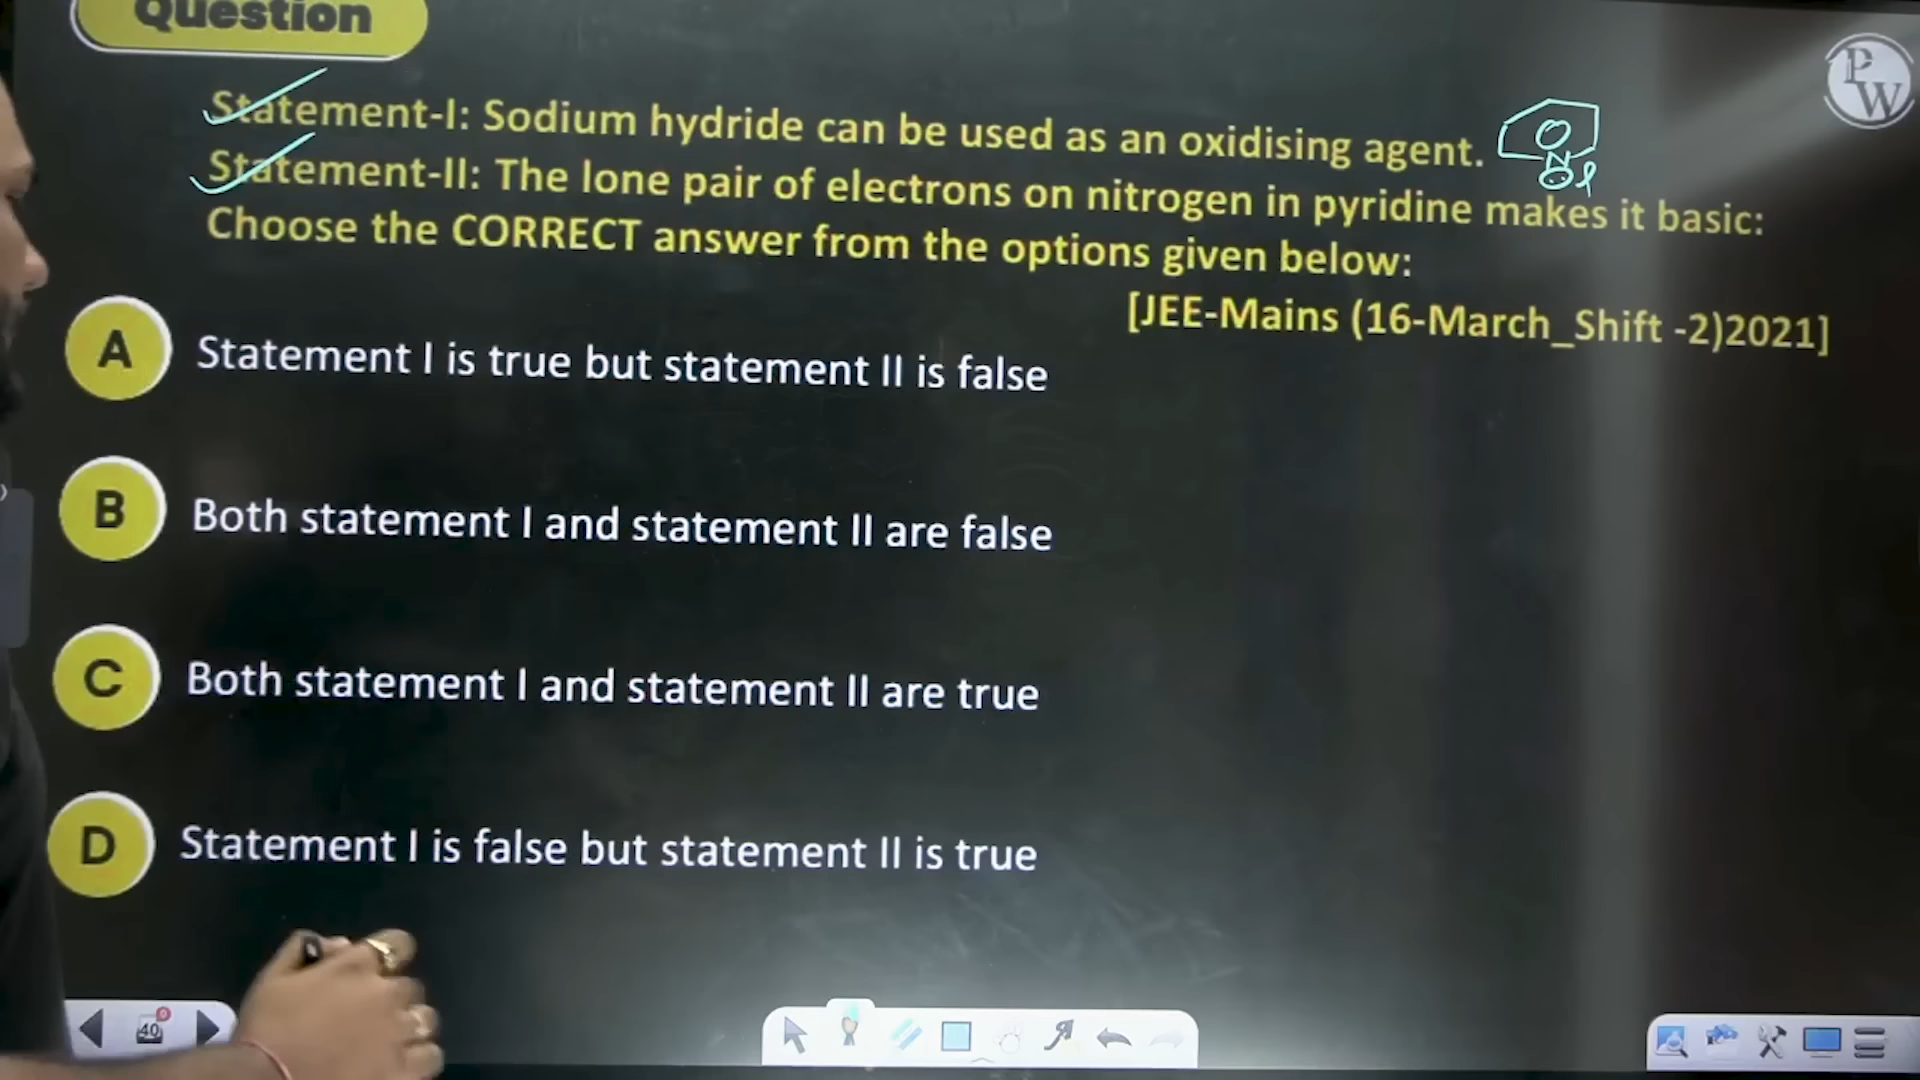 Question
PW
Statement-I: Sodium hydride can be used as an oxidising agent.
Statement-II: The lone pair of electrons on nitrogen in pyridine makes it basic:
Choose the CORRECT answer from the options given below:
[JEE-Mains (16-March_Shift -2)2021]
A Statement I is true but statement II is false
B Both statement I and statement II are false
C Both statement I and statement II are true
D Statement I is false but statement II is true
40